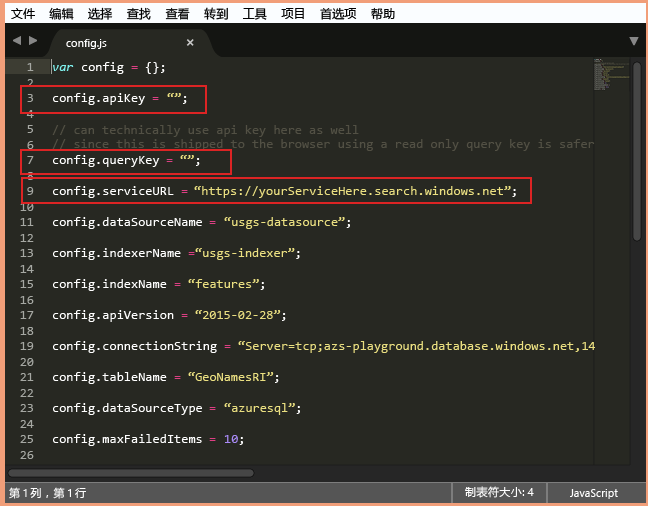 文件 编辑 选择 查找 查看 转到 工具 项目 首选项 帮助
config.js ×
1 var config = {};
2
3 config.apiKey = “”;
4
5 // can technically use api key here as well
6 // since this is shipped to the browser using a read only query key is safer
7 config.queryKey = “”;
8
9 config.serviceURL = “https://yourServiceHere.search.windows.net”;
10
11 config.dataSourceName = “usgs-datasource”;
12
13 config.indexerName =“usgs-indexer”;
14
15 config.indexName = “features”;
16
17 config.apiVersion = “2015-02-28”;
18
19 config.connectionString = “Server=tcp;azs-playground.database.windows.net,14
20
21 config.tableName = “GeoNamesRI”;
22
23 config.dataSourceType = “azuresql”;
24
25 config.maxFailedItems = 10;
26
第1列，第1行 制表符大小: 4 JavaScript